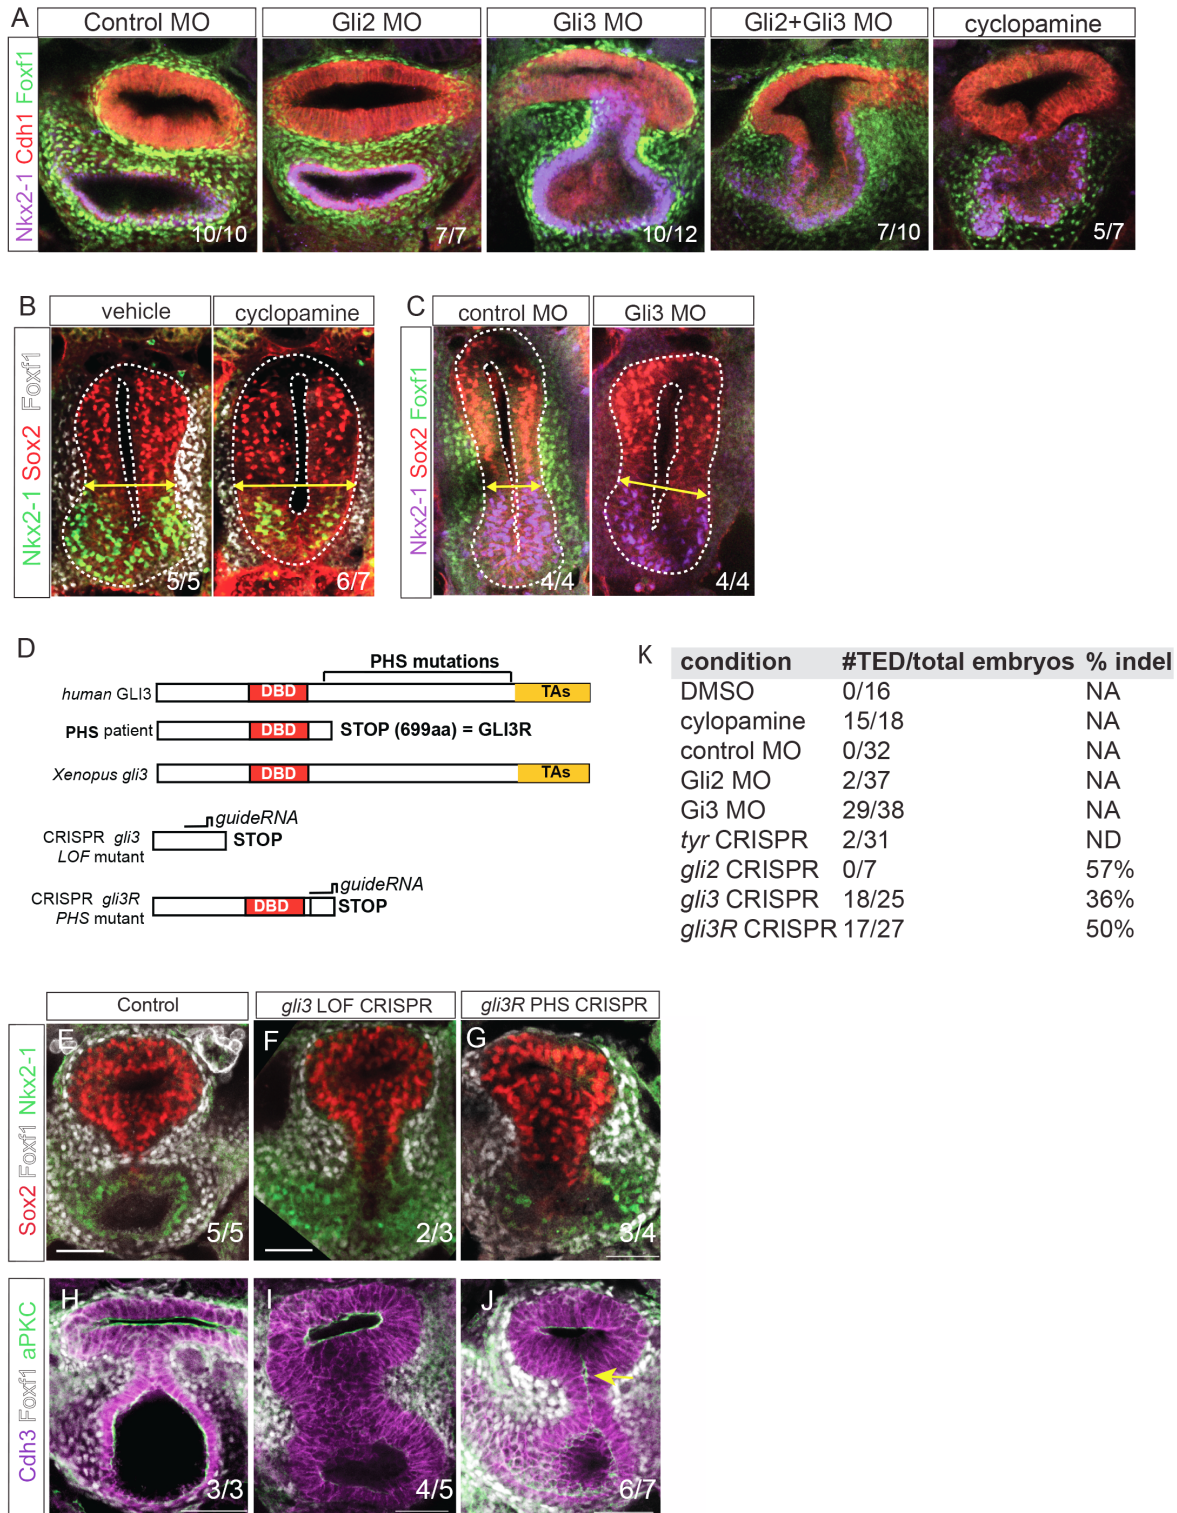 A
Control MO
Gli2 MO
Gli3 MO
Gli2+Gli3 MO
cyclopamine
Nkx2-1 Cdh1 Foxf1
10/10
7/7
10/12
7/10
5/7
B
vehicle
cyclopamine
Nkx2-1 Sox2 Foxf1
5/5
6/7
C
control MO
Gli3 MO
Nkx2-1 Sox2 Foxf1
4/4
4/4
D
PHS mutations
human GLI3
DBD
TAs
PHS patient
DBD
STOP (699aa) = GLI3R
Xenopus gli3
DBD
TAs
guideRNA
CRISPR gli3
LOF mutant
STOP
guideRNA
CRISPR gli3R
PHS mutant
DBD
STOP
K
condition #TED/total embryos % indel
DMSO 0/16 NA
cylopamine 15/18 NA
control MO 0/32 NA
Gli2 MO 2/37 NA
Gi3 MO 29/38 NA
tyr CRISPR 2/31 ND
gli2 CRISPR 0/7 57%
gli3 CRISPR 18/25 36%
gli3R CRISPR 17/27 50%
Control
gli3 LOF CRISPR
gli3R PHS CRISPR
Sox2 Foxf1 Nkx2-1
E
5/5
F
2/3
G
3/4
Cdh3 Foxf1 aPKC
H
3/3
I
4/5
J
6/7